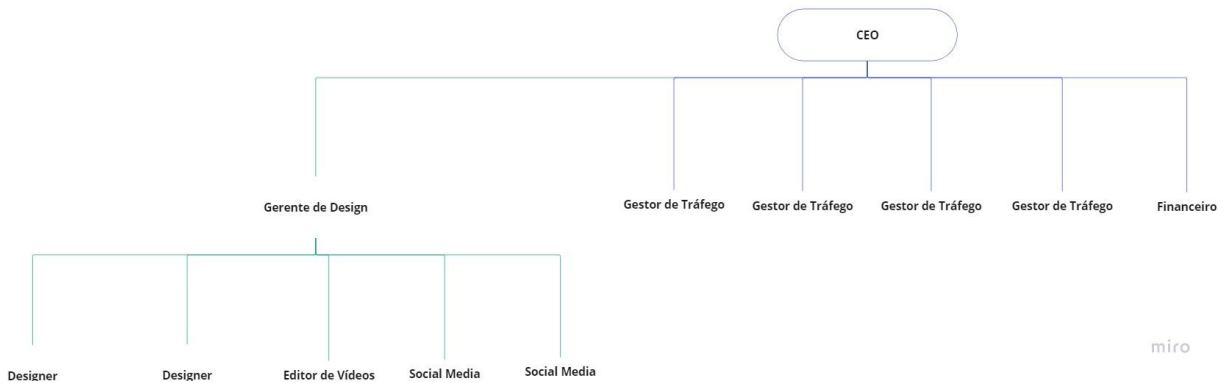 CEO
Gerente de Design
Gestor de Tráfego
Gestor de Tráfego
Gestor de Tráfego
Gestor de Tráfego
Financeiro
Designer
Designer
Editor de Vídeos
Social Media
Social Media
miro